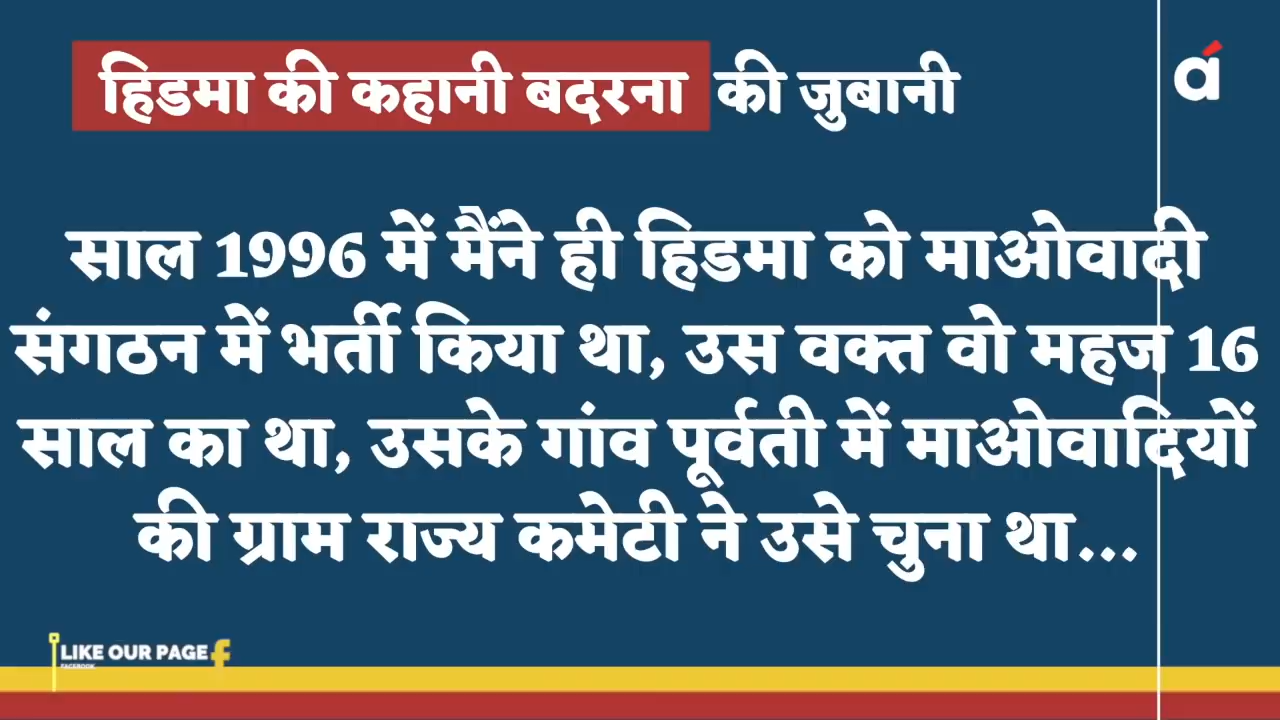 हिडमा की कहानी बदरना की जुबानी
á
साल 1996 में मैंने ही हिडमा को माओवादी
संगठन में भर्ती किया था, उस वक्त वो महज 16
साल का था, उसके गांव पूर्वती में माओवादियों
की ग्राम राज्य कमेटी ने उसे चुना था...
LIKE OUR PAGE f
FACEBOOK